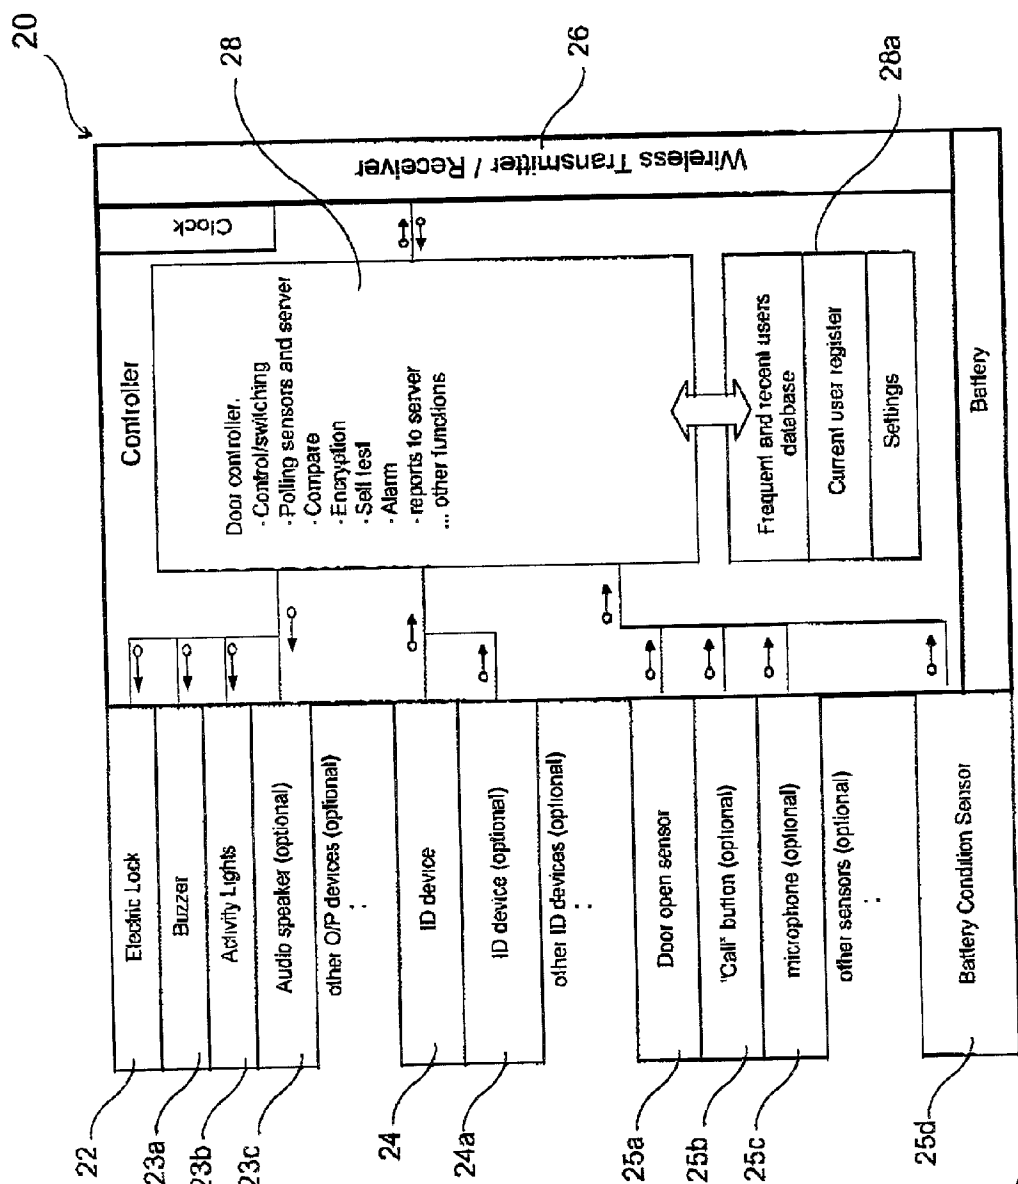 20
Controller
Clock
Wireless Transmitter / Receiver
26
28
Door controller.
- Control/switching
- Polling sensors and server
- Compare
- Encryption
- Self test
- Alarm
- reports to server
... other functions
28a
Frequent and recent users
database
Current user register
Settings
Battery
22
Electric Lock
23a
Buzzer
23b
Activity Lights
23c
Audio speaker (optional)
other O/P devices (optional)
:
24
ID device
24a
ID device (optional)
other ID devices (optional)
:
25a
Door open sensor
25b
"Call" button (optional)
25c
microphone (optional)
other sensors (optional)
:
25d
Battery Condition Sensor